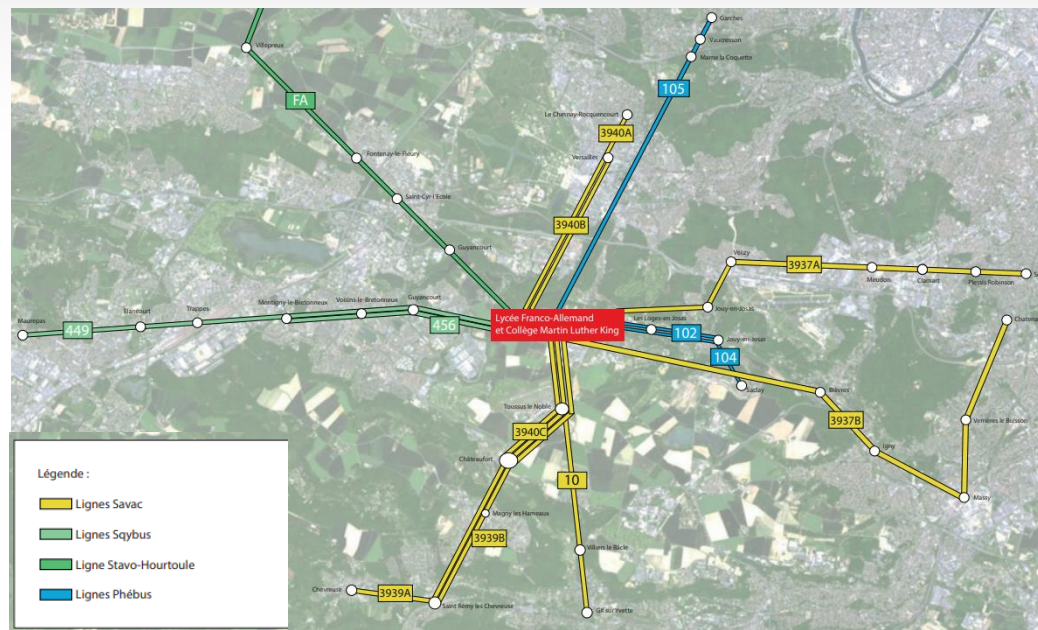 Garches
Vaucresson
Marne la Coquette
105
Villepreux
FA
Le Chesnay-Rocquencourt
3940A
Versailles
Fontenay-le-Fleury
Saint-Cyr-l'Ecole
3940B
Guyancourt
Velizy
3937A
Meudon
Clamart
Plessis Robinson
Montigny-le-Bretonneux
Voisins-le-Bretonneux
Guyancourt
Jouy-en-Josas
Maurepas
449
Elancourt
Trappes
456
Lycée Franco-Allemand
et Collège Martin Luther King
Les Loges-en-Josas
102
Jouy-en-Josas
104
Saclay
Bièvres
3937B
Igny
Verrières le Buisson
Massy
Toussus le Noble
3940C
Châteaufort
10
Magny les Hameaux
3939B
Villiers le Bâcle
Chevreuse
3939A
Saint Rémy les Chevreuse
Gif sur Yvette
Légende :
Lignes Savac
Lignes Sqybus
Ligne Stavo-Hourtoule
Lignes Phébus